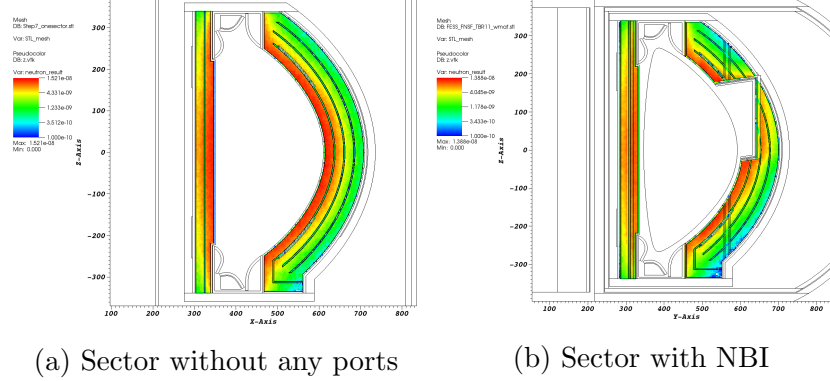 Mesh
DB: Step7_onesector.stl
Var: STL_mesh
Pseudocolor
DB: z.vtk
Var: neutron_result
1.521e-08
4.331e-09
1.233e-09
3.512e-10
1.000e-10
Max: 1.521e-08
Min: 0.000
Z-Axis
300
200
100
0
-100
-200
-300
100
200
300
400
500
600
700
800
X-Axis
(a) Sector without any ports
Mesh
DB: FESS_FNSF_TBR11_wmat.stl
Var: STL_mesh
Pseudocolor
DB: z.vtk
Var: neutron_result
1.388e-08
4.045e-09
1.178e-09
3.433e-10
1.000e-10
Max: 1.388e-08
Min: 0.000
Z-Axis
300
200
100
0
-100
-200
-300
100
200
300
400
500
600
700
800
Y-Axis
(b) Sector with NBI